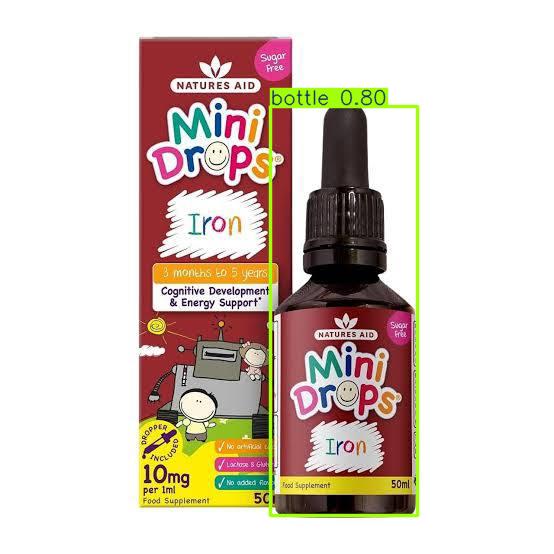 Sugar
Free
NATURES AID
Mini
Drops®
Iron
3 months to 5 years
Cognitive Development
& Energy Support*
DROPPER
INCLUDED
No artificial
Lactose &
No added
10mg
per 1ml
Food Supplement
bottle 0.80
NATURES AID
Sugar
Free
Mini
Drops®
Iron
Food Supplement
50ml